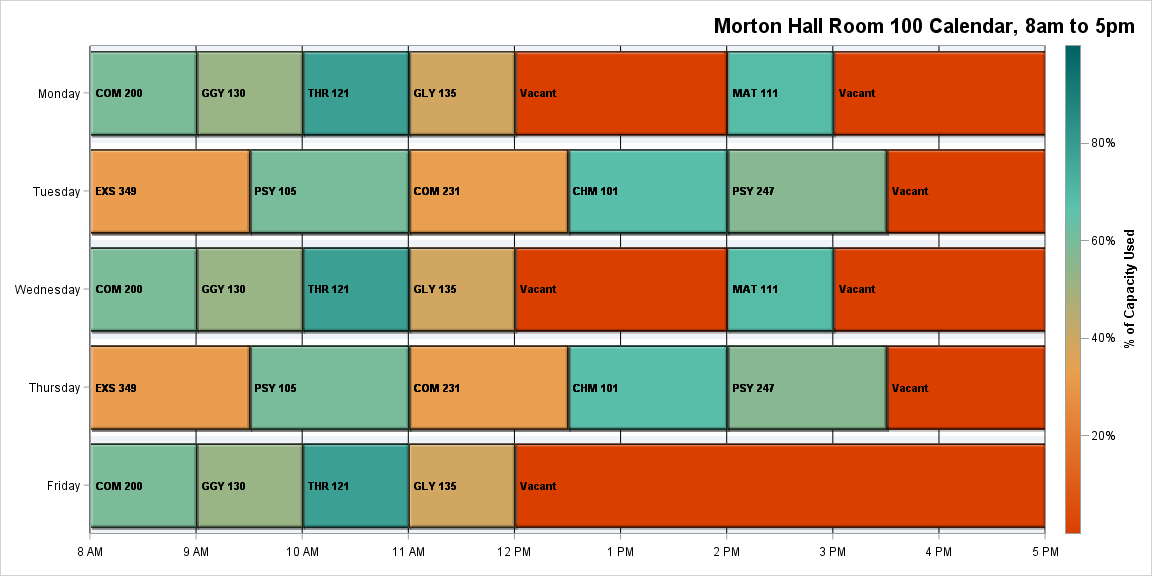 Morton Hall Room 100 Calendar, 8am to 5pm
Monday COM 200 GGY 130 THR 121 GLY 135 Vacant MAT 111 Vacant
80%
Tuesday EXS 349 PSY 105 COM 231 CHM 101 PSY 247 Vacant
60%
% of Capacity Used
Wednesday COM 200 GGY 130 THR 121 GLY 135 Vacant MAT 111 Vacant
40%
Thursday EXS 349 PSY 105 COM 231 CHM 101 PSY 247 Vacant
20%
Friday COM 200 GGY 130 THR 121 GLY 135 Vacant
8 AM 9 AM 10 AM 11 AM 12 PM 1 PM 2 PM 3 PM 4 PM 5 PM